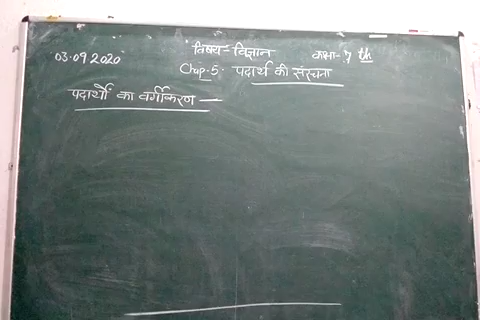 03.09.2020 विषय - विज्ञान कक्षा - 7 th
Chap-5. पदार्थ की संरचना
पदार्थों का वर्गीकरण —